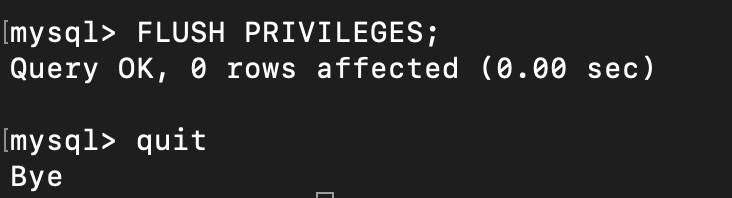 [mysql> FLUSH PRIVILEGES;
Query OK, 0 rows affected (0.00 sec)
[mysql> quit
Bye